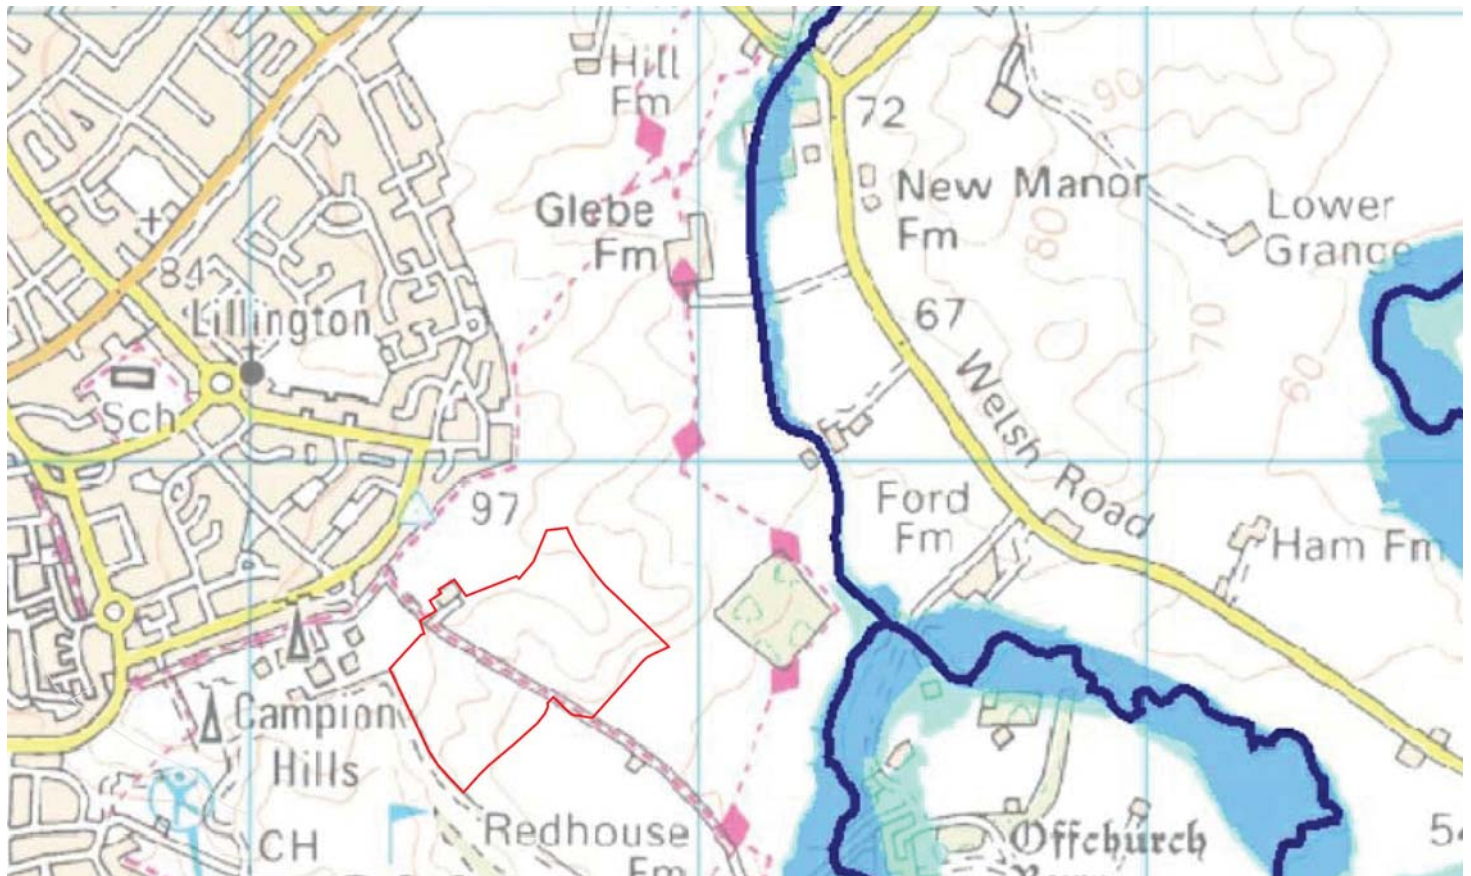 Hill
Fm
72
90
New Manor
Fm
Glebe
Fm
80
Lower
Grange
84
Lillington
67
70
60
Sch
Welsh Road
97
Ford
Fm
Ham Fm
Campion
Hills
CH
Redhouse
Fm
Offchurch
54